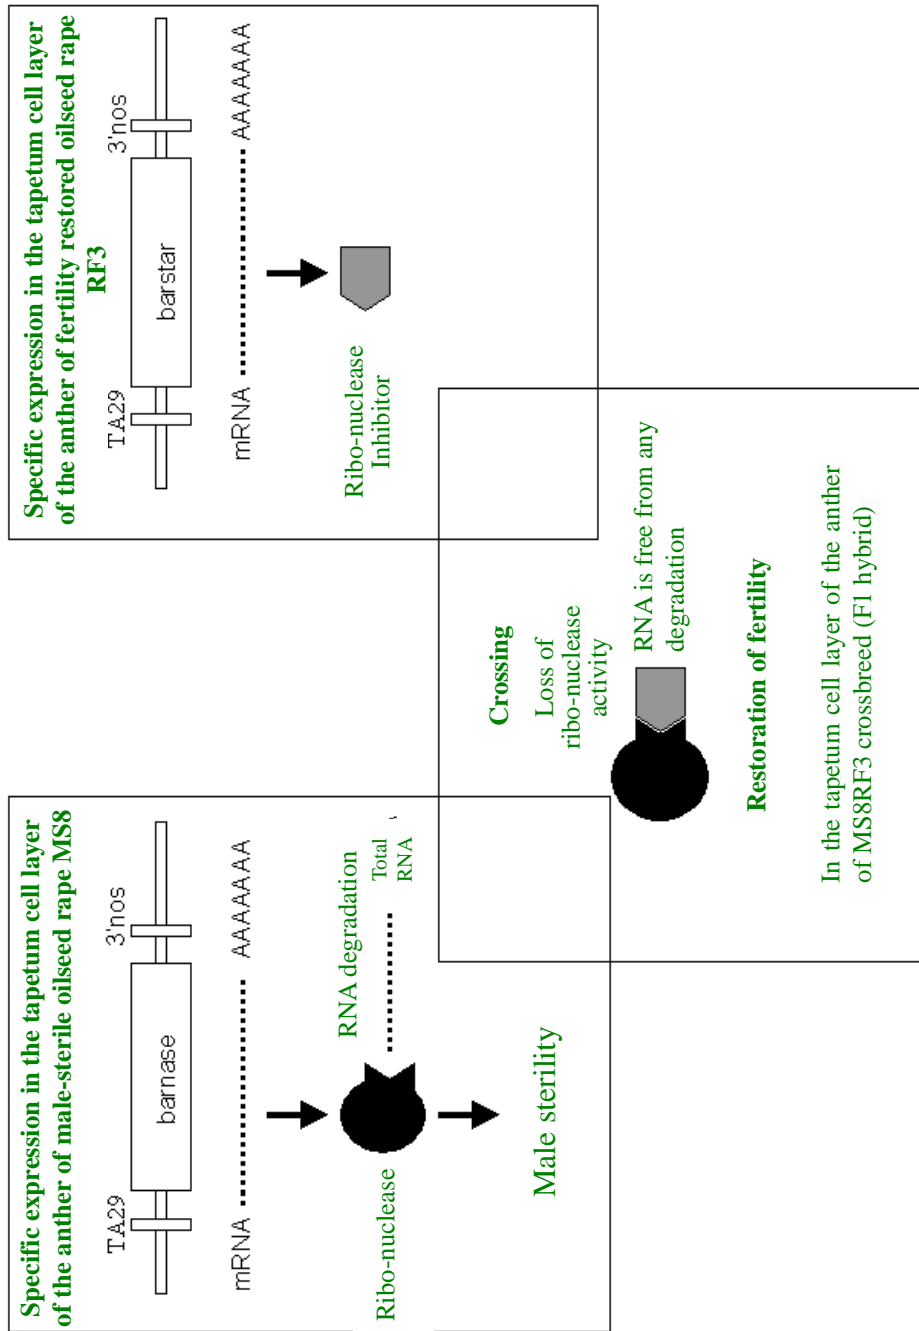 Specific expression in the tapetum cell layer
of the anther of male-sterile oilseed rape MS8
TA29
3'nos
barnase
mRNA
AAAAAAA
RNA degradation
Total
RNA
Ribo-nuclease
Male sterility
Specific expression in the tapetum cell layer
of the anther of fertility restored oilseed rape
RF3
TA29
3'nos
barstar
mRNA
AAAAAAA
Ribo-nuclease
Inhibitor
Crossing
Loss of
ribo-nuclease
activity
RNA is free from any
degradation
Restoration of fertility
In the tapetum cell layer of the anther
of MS8RF3 crossbreed (F1 hybrid)